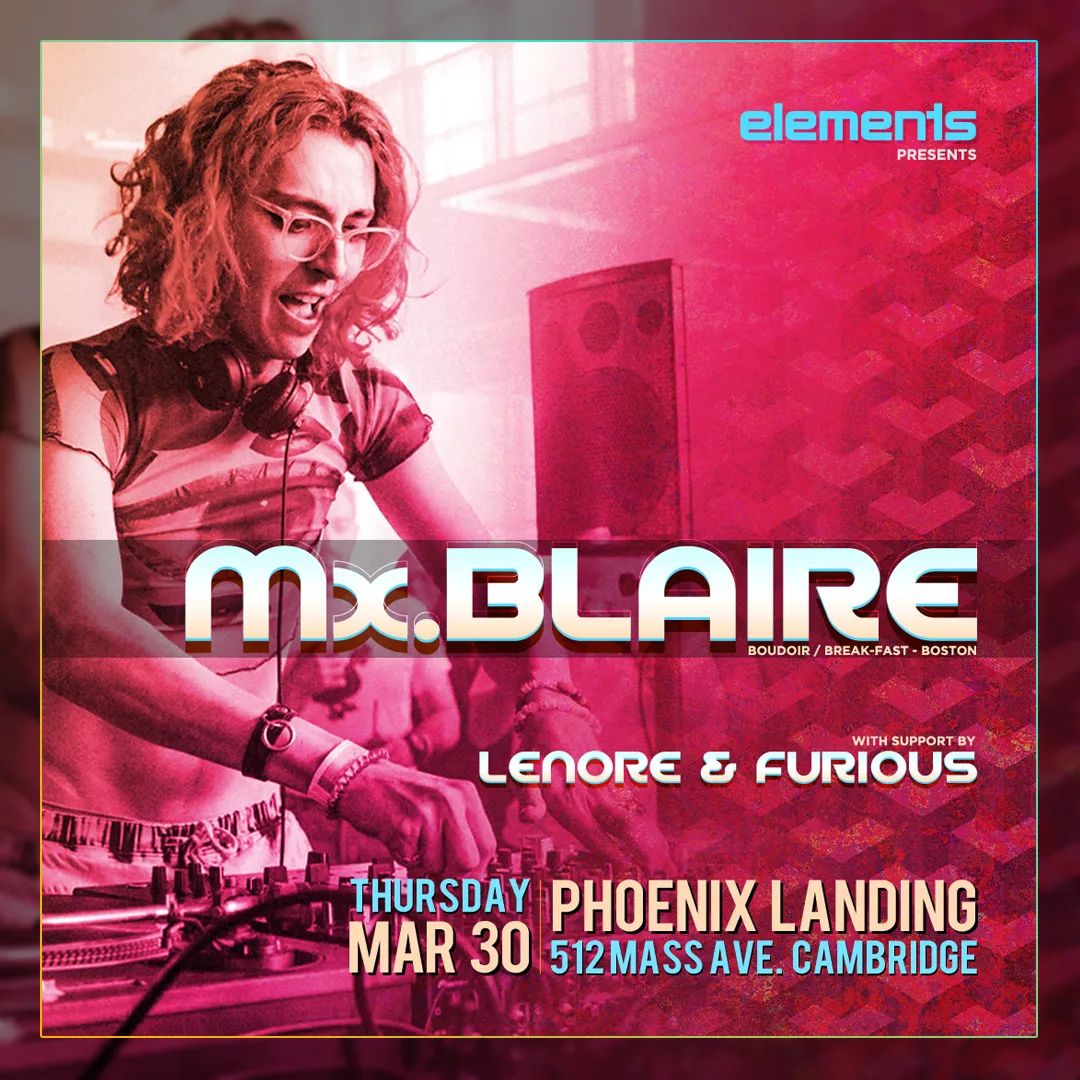 elements
PRESENTS
Mx.BLAIRE
BOUDOIR / BREAK-FAST - BOSTON
WITH SUPPORT BY
LENORE & FURIOUS
THURSDAY
MAR 30
PHOENIX LANDING
512 MASS AVE. CAMBRIDGE